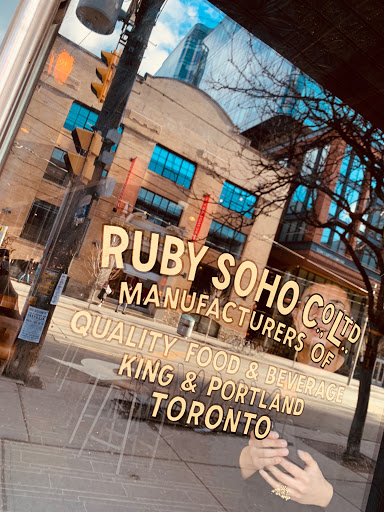 RUBY SOHO Co., LTD.
MANUFACTURERS OF
QUALITY FOOD & BEVERAGE
KING & PORTLAND
TORONTO